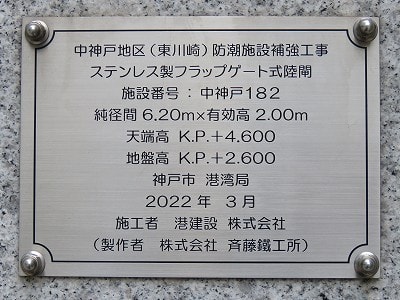 中神戸地区（東川崎）防潮施設補強工事
ステンレス製フラップゲート式陸閘
施設番号：中神戸182
純径間 6.20m×有効高 2.00m
天端高 K.P.+4.600
地盤高 K.P.+2.600
神戸市 港湾局
2022年 3月
施工者 港建設 株式会社
（製作者 株式会社 斉藤鐵工所）